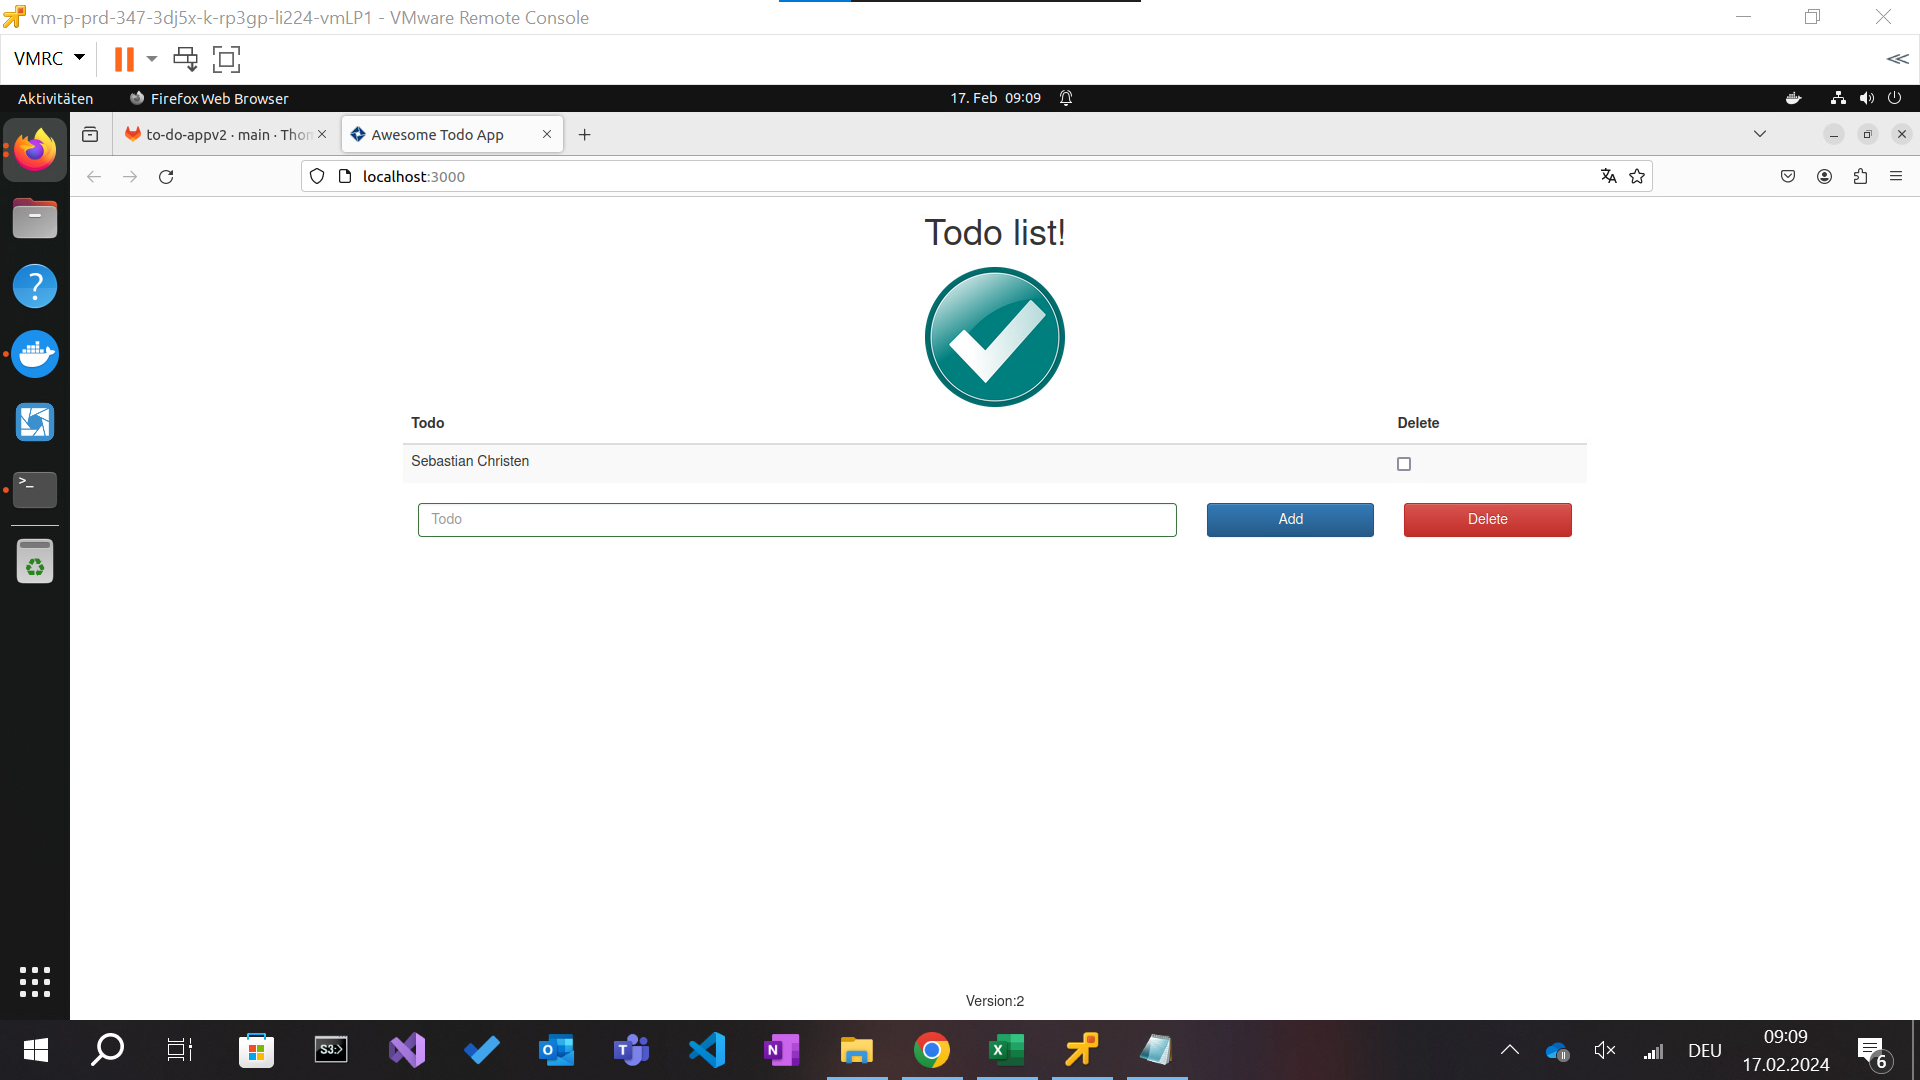 vm-p-prd-347-3dj5x-k-rp3gp-li224-vmLP1 - VMware Remote Console
VMRC
Aktivitäten
Firefox Web Browser
17. Feb 09:09
to-do-appv2 · main · Thon
Awesome Todo App
localhost:3000
Todo list!
Todo
Delete
Sebastian Christen
Todo
Add
Delete
Version:2
DEU
09:09
17.02.2024
6